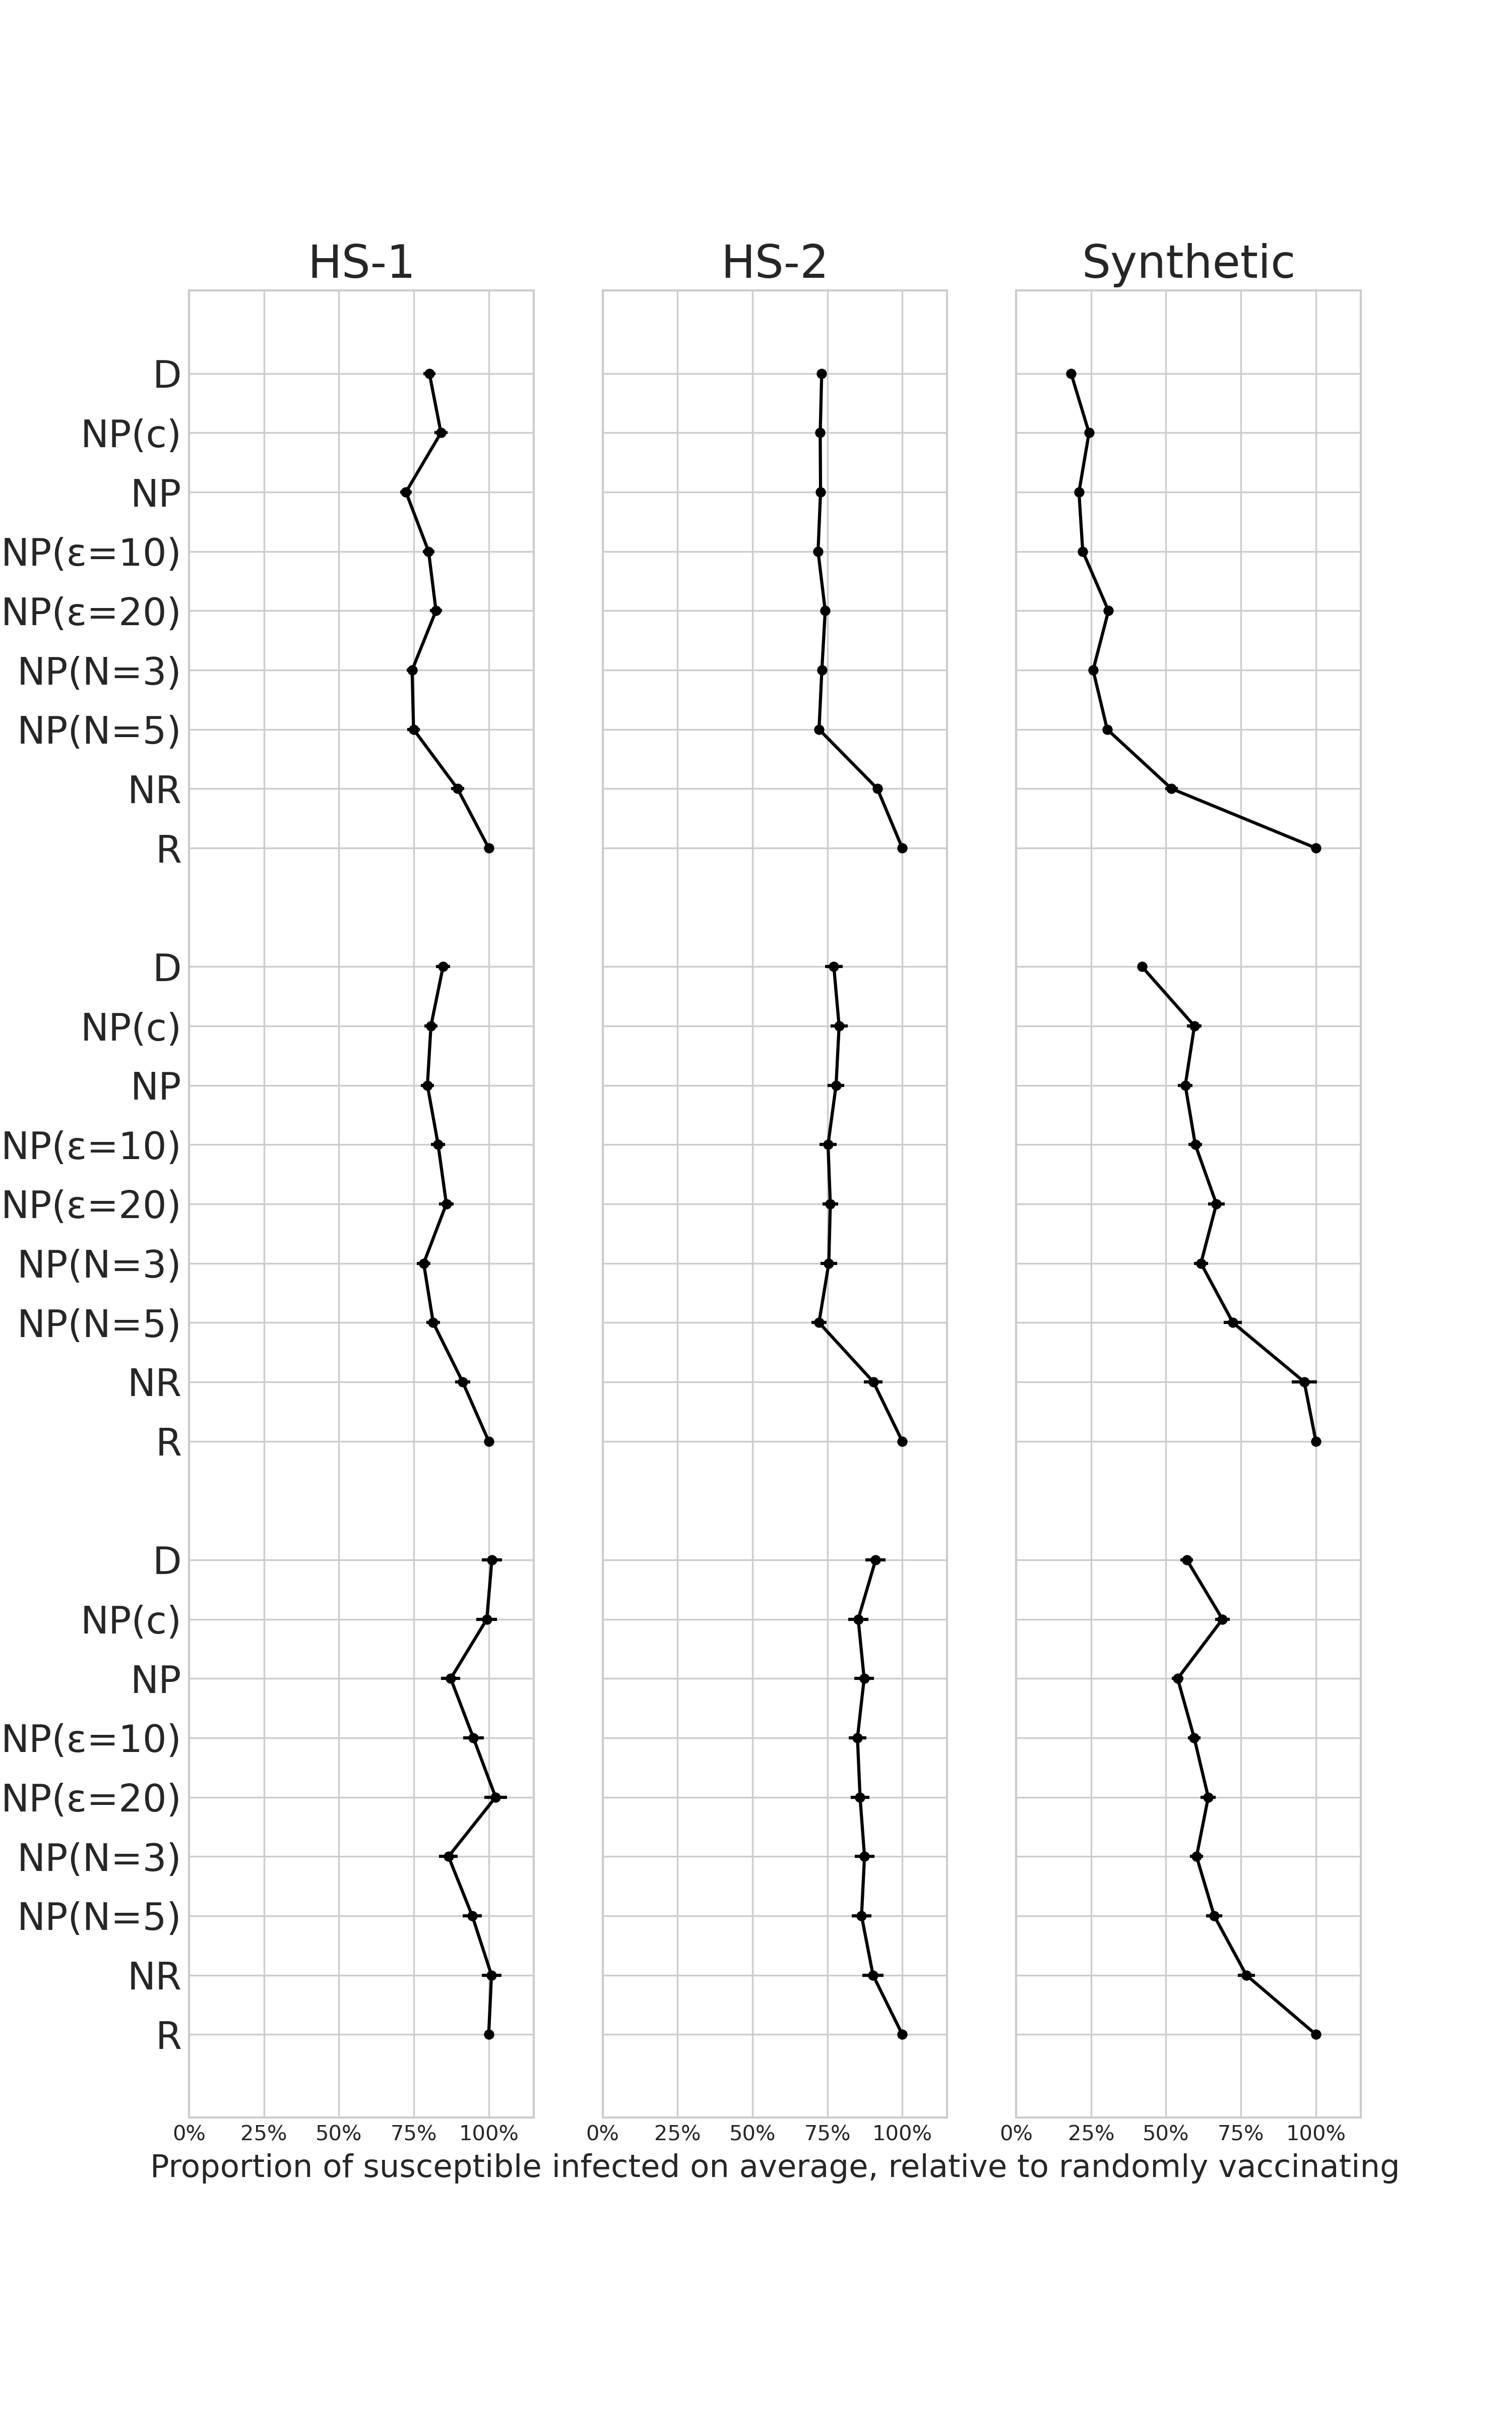 HS-1 HS-2 Synthetic
D
NP(c)
NP
NP(ε=10)
NP(ε=20)
NP(N=3)
NP(N=5)
NR
R
D
NP(c)
NP
NP(ε=10)
NP(ε=20)
NP(N=3)
NP(N=5)
NR
R
D
NP(c)
NP
NP(ε=10)
NP(ε=20)
NP(N=3)
NP(N=5)
NR
R
0% 25% 50% 75% 100% 0% 25% 50% 75% 100% 0% 25% 50% 75% 100%
Proportion of susceptible infected on average, relative to randomly vaccinating